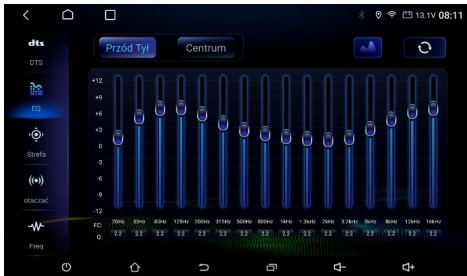 13.1V 08:11
dts
DTS
Przód Tył Centrum
EQ
Strefa
otaczać
Freq
+12
+9
+6
+3
0
-3
-6
-9
-12
FC: 20Hz 50Hz 80Hz 125Hz 200Hz 315Hz 500Hz 800Hz 1kHz 1.3kHz 2kHz 3.2kHz 5kHz 8kHz 12kHz 16kHz
Q: 2.2 2.2 2.2 2.2 2.2 2.2 2.2 2.2 2.2 2.2 2.2 2.2 2.2 2.2 2.2 2.2